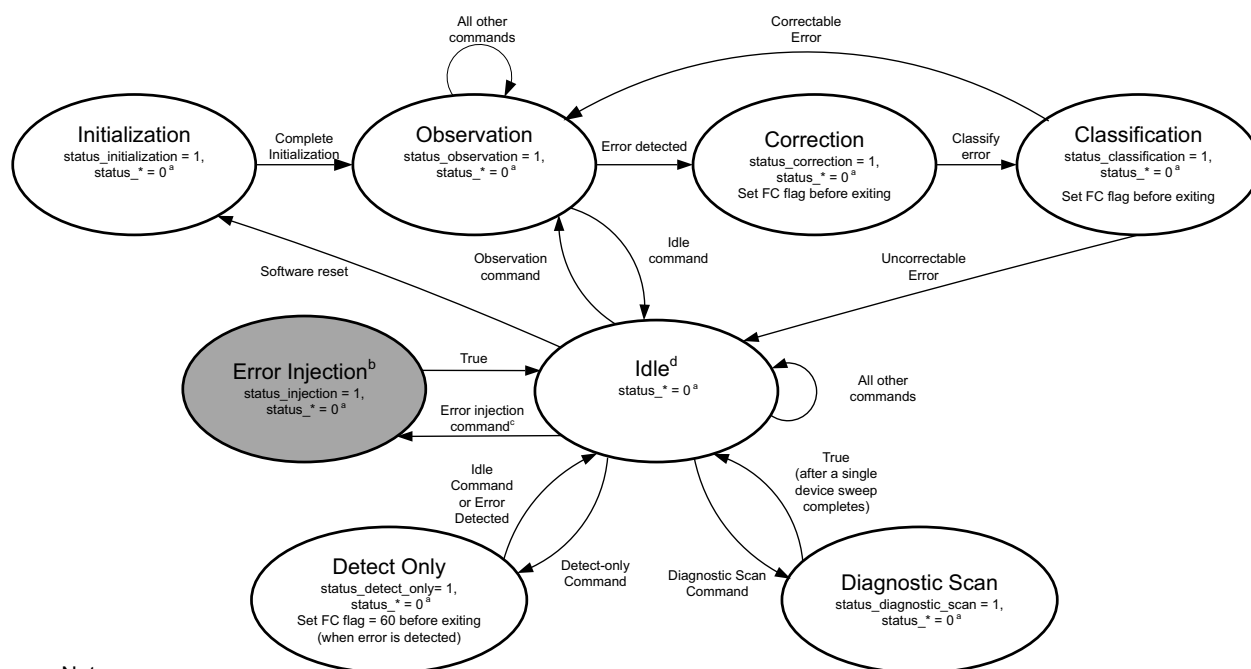 All other
commands
Correctable
Error
Initialization
status_initialization = 1,
status_* = 0 a
Complete
Initialization
Observation
status_observation = 1,
status_* = 0 a
Error detected
Correction
status_correction = 1,
status_* = 0 a
Set FC flag before exiting
Classify
error
Classification
status_classification = 1,
status_* = 0 a
Set FC flag before exiting
Software reset
Observation
command
Idle
command
Uncorrectable
Error
Error Injection b
status_injection = 1,
status_* = 0 a
True
Error injection
command c
Idle d
status_* = 0 a
All other
commands
Idle
Command
or Error
Detected
True
(after a single
device sweep
completes)
Detect Only
status_detect_only= 1,
status_* = 0 a
Set FC flag = 60 before exiting
(when error is detected)
Detect-only
Command
Diagnostic Scan
Command
Diagnostic Scan
status_diagnostic_scan = 1,
status_* = 0 a